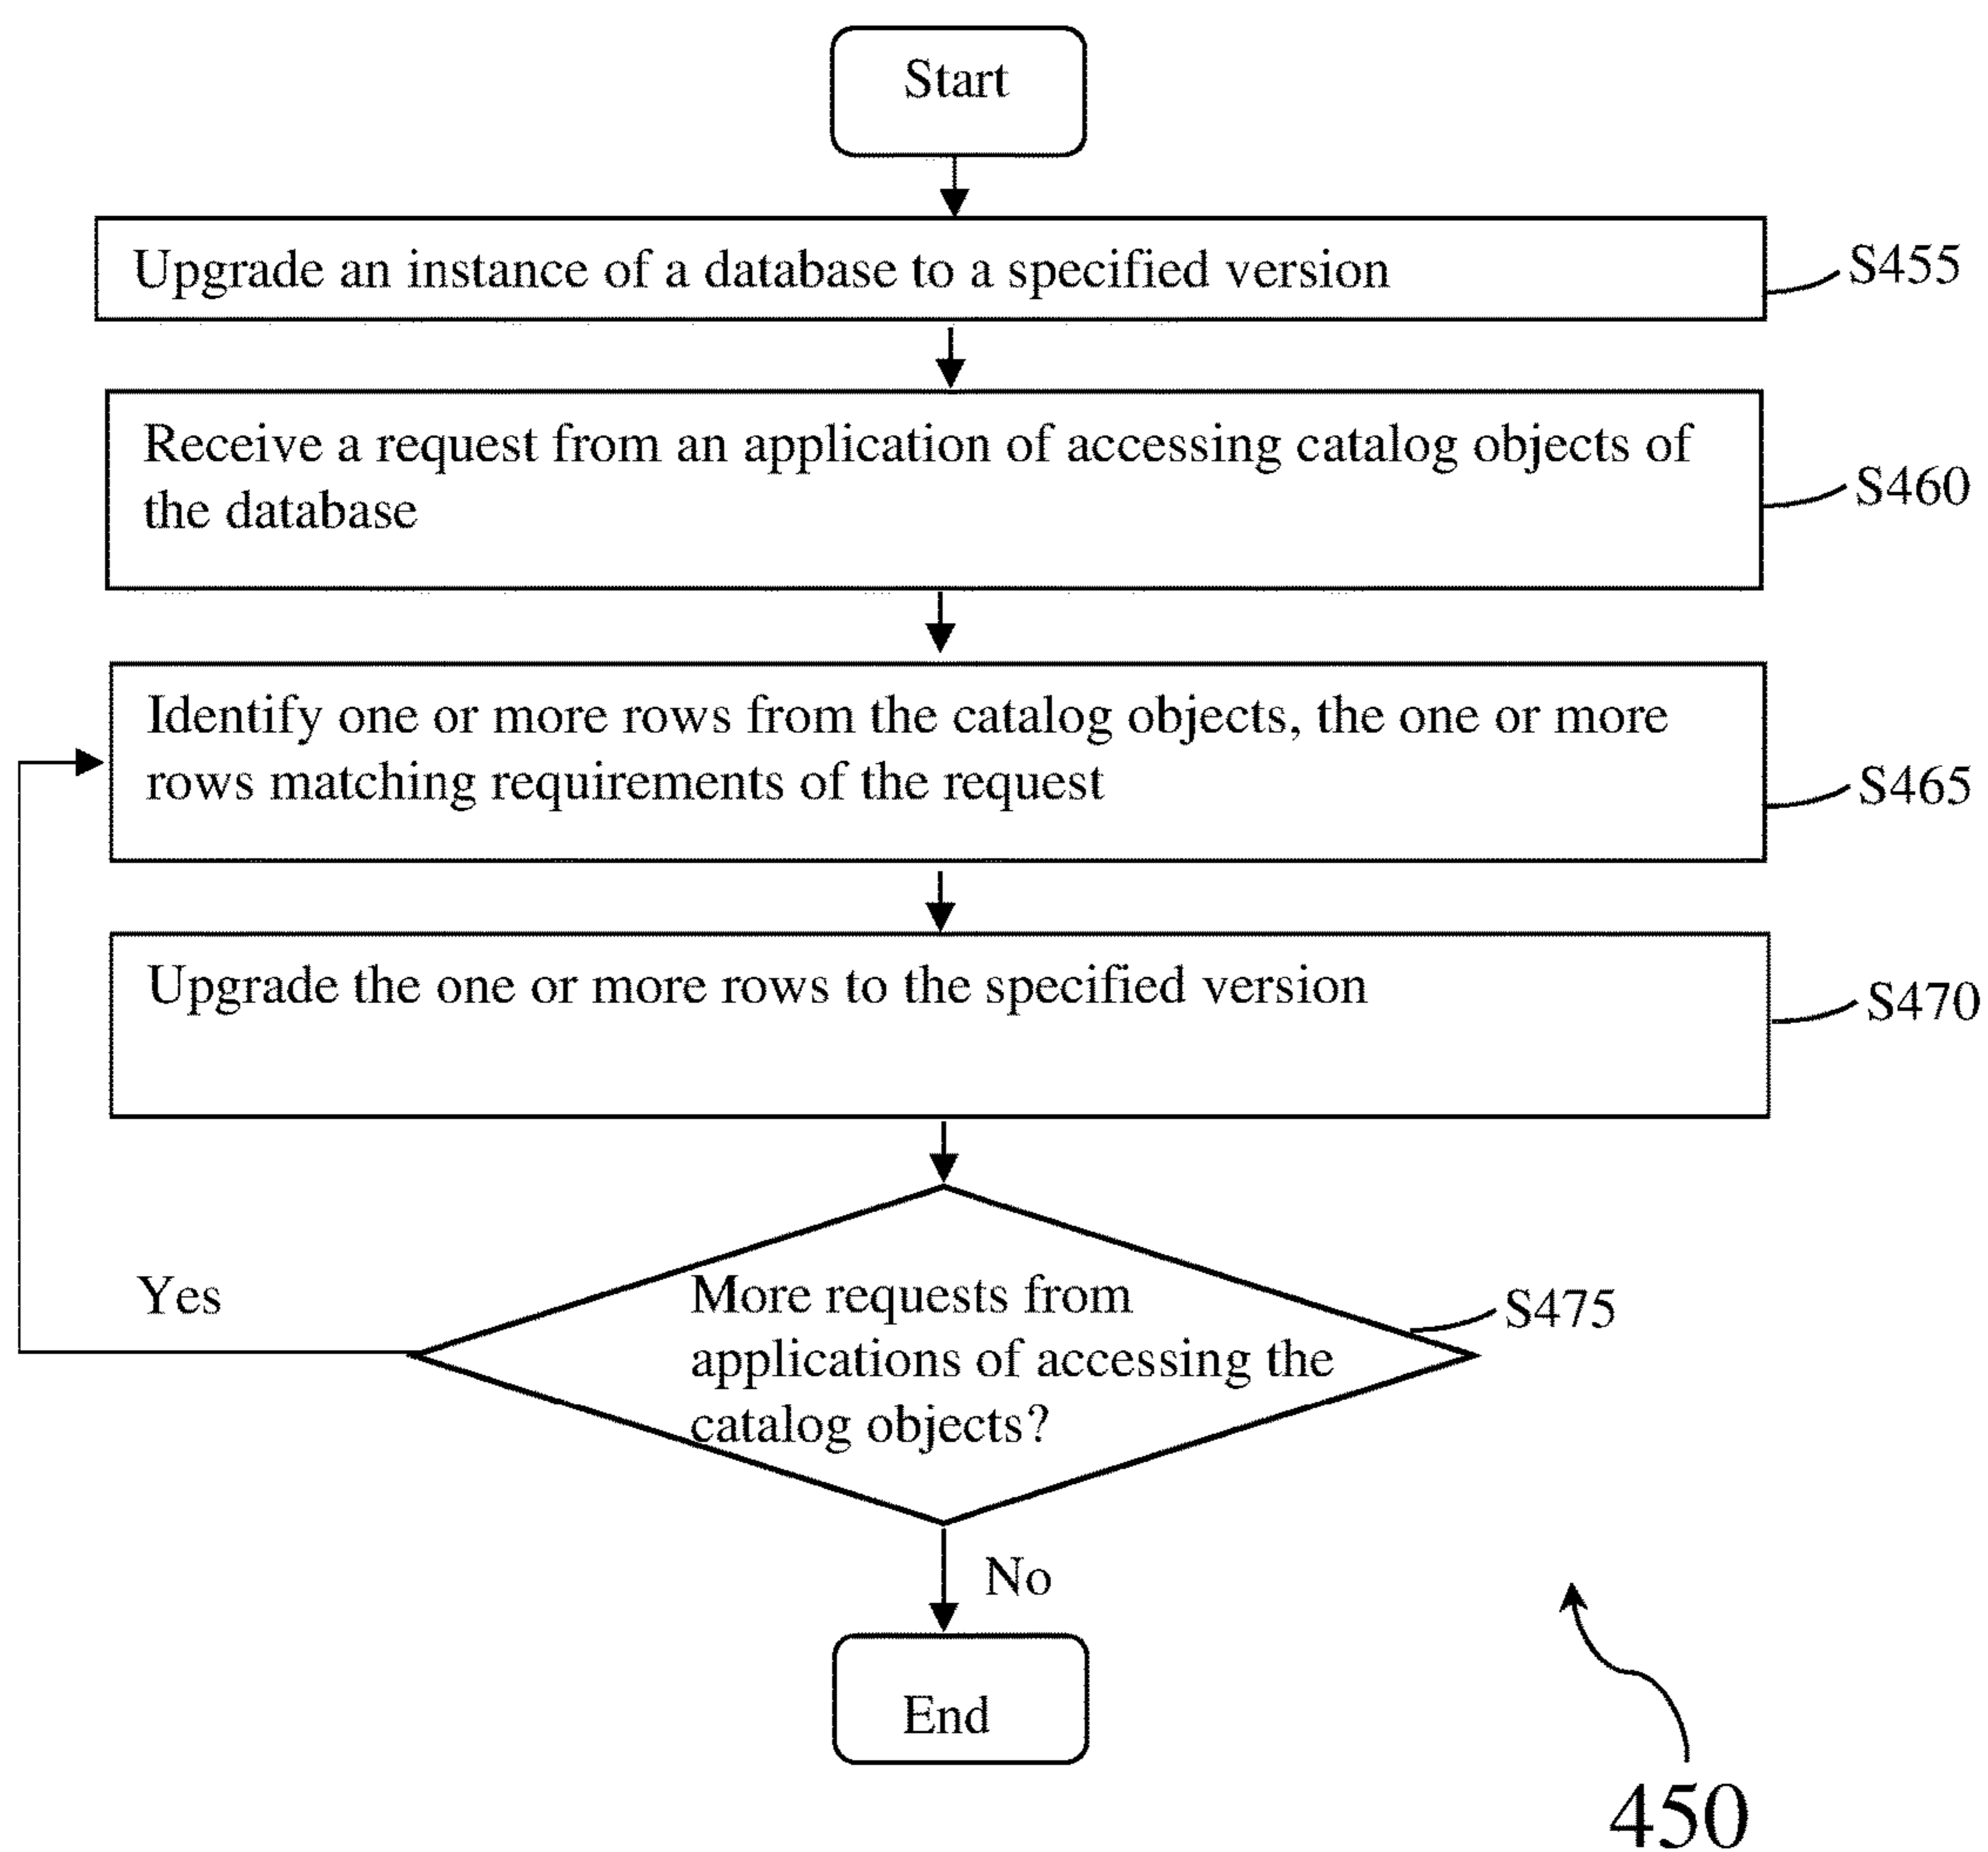 Start
Upgrade an instance of a database to a specified version
S455
Receive a request from an application of accessing catalog objects of
the database
S460
Identify one or more rows from the catalog objects, the one or more
rows matching requirements of the request
S465
Upgrade the one or more rows to the specified version
S470
More requests from
applications of accessing the
catalog objects?
S475
Yes
No
End
450